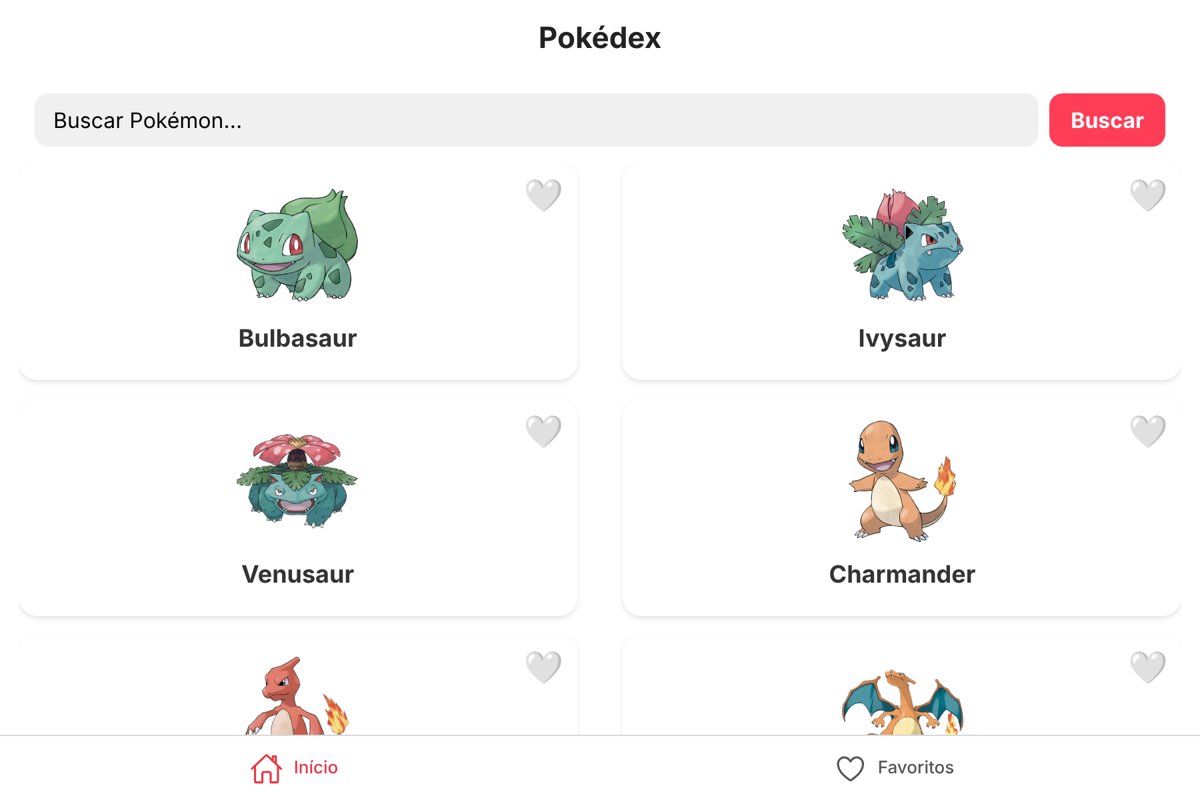 Pokédex
Buscar Pokémon...
Buscar
Bulbasaur
Ivysaur
Venusaur
Charmander
Início
Favoritos